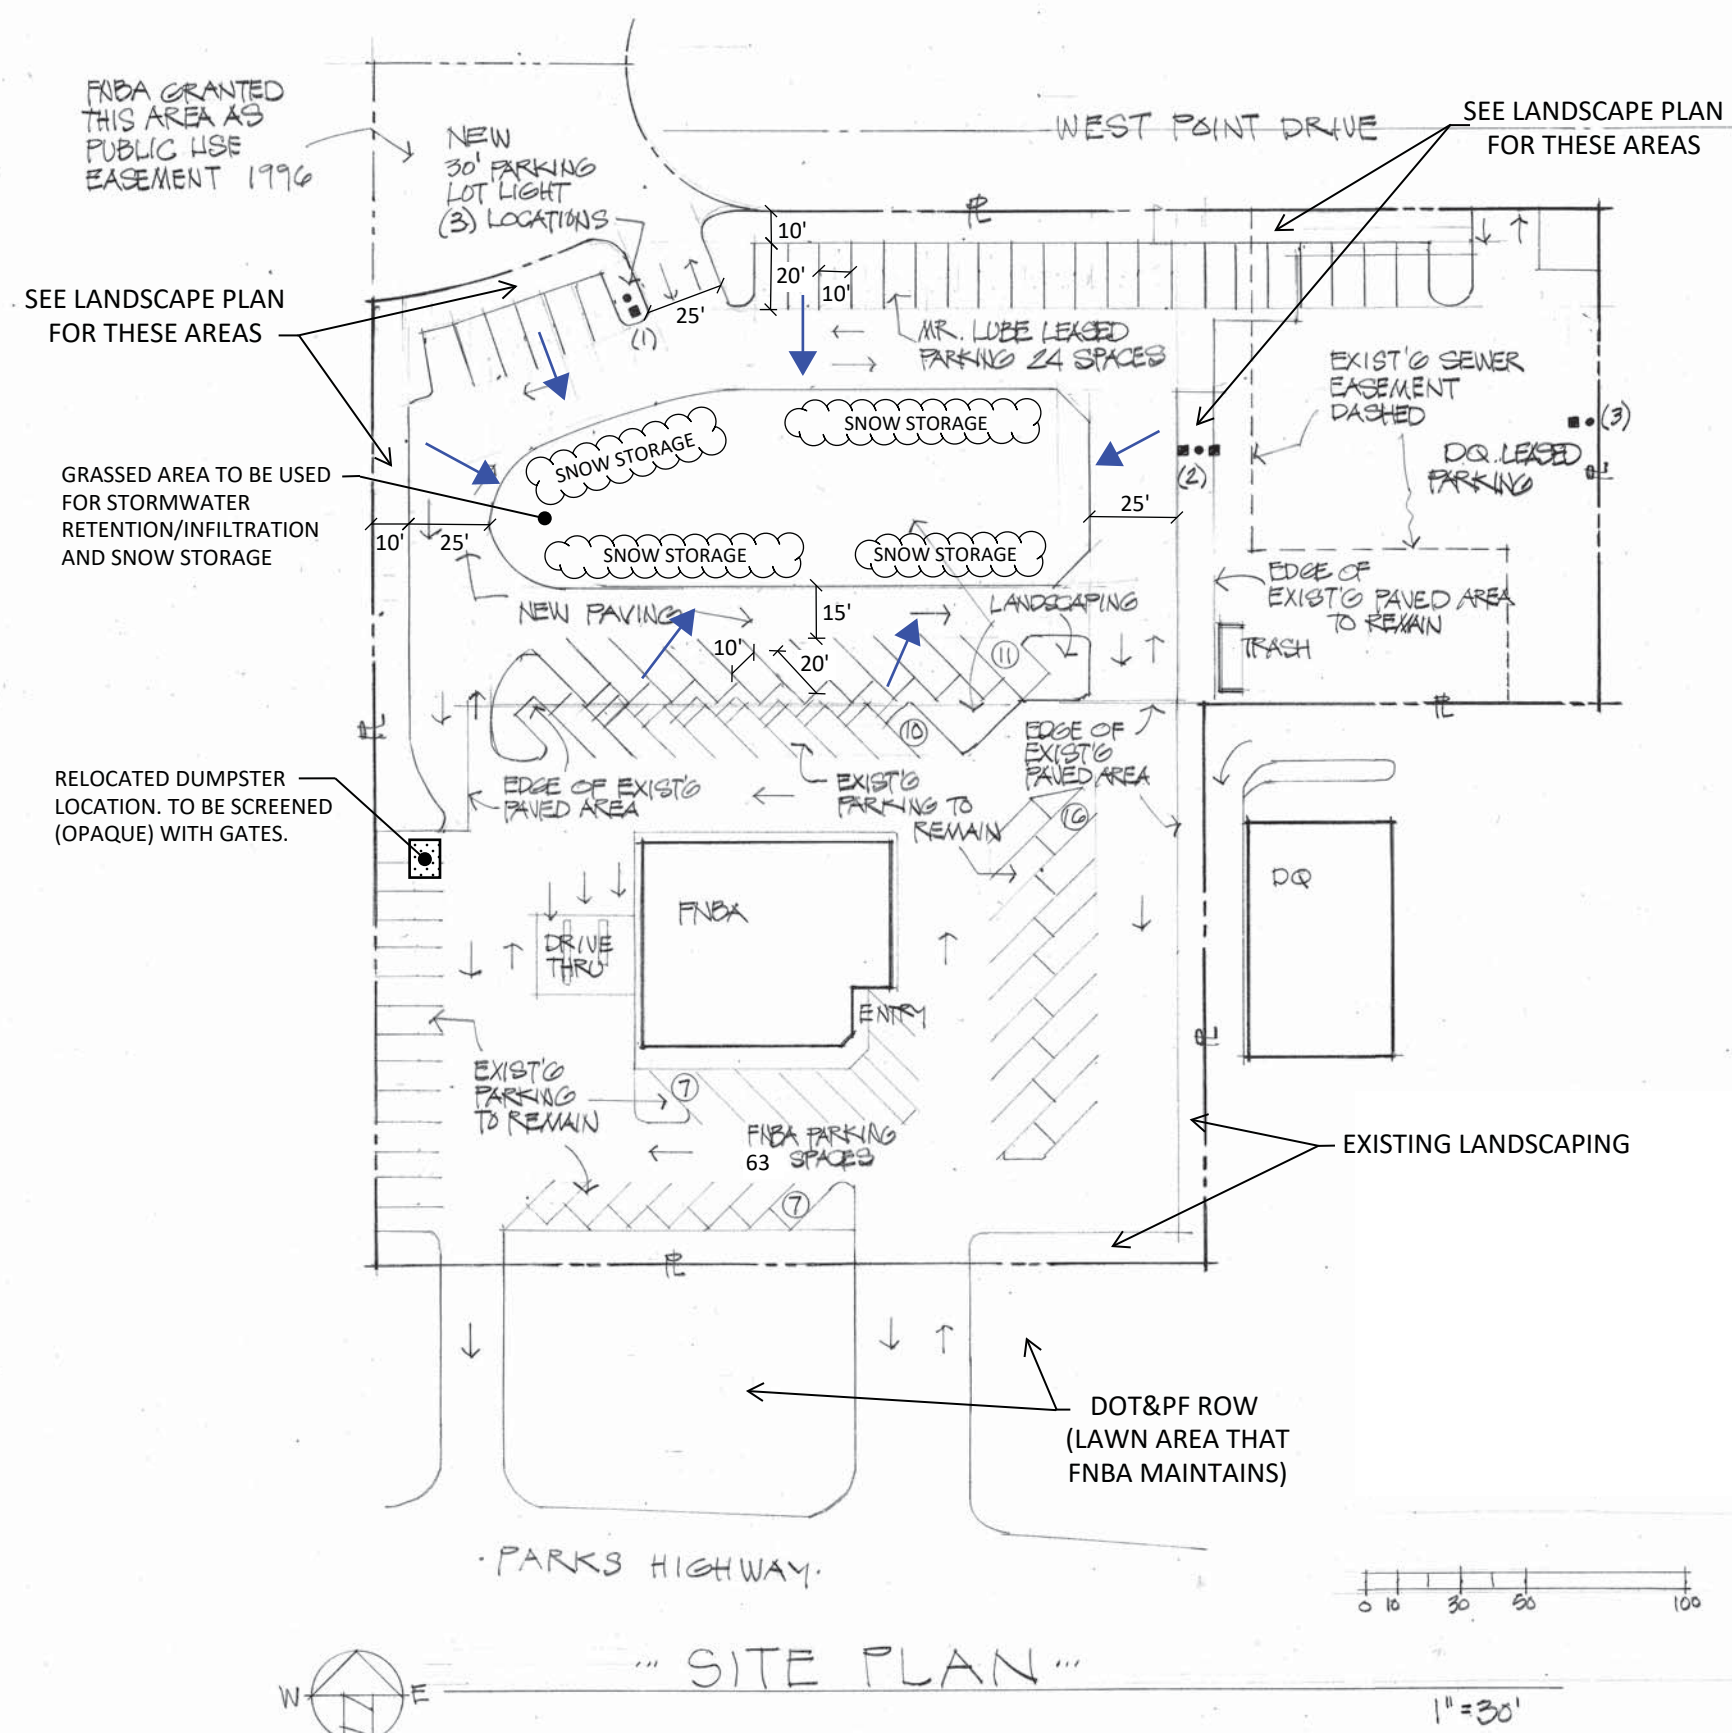 FNBA GRANTED
THIS AREA AS
PUBLIC USE
EASEMENT 1996
NEW
30' PARKING
LOT LIGHT
(3) LOCATIONS
WEST POINT DRIVE
SEE LANDSCAPE PLAN
FOR THESE AREAS
PL
10'
20'
10'
25'
(1)
SEE LANDSCAPE PLAN
FOR THESE AREAS
MR. LUBE LEASED
PARKING 24 SPACES
EXIST'G SEWER
EASEMENT
DASHED
(3)
DQ LEASED
PARKING
PL
(2)
SNOW STORAGE
SNOW STORAGE
GRASSED AREA TO BE USED
FOR STORMWATER
RETENTION/INFILTRATION
AND SNOW STORAGE
10'
25'
25'
SNOW STORAGE
SNOW STORAGE
NEW PAVING
15'
LANDSCAPING
EDGE OF
EXIST'G PAVED AREA
TO REMAIN
TRASH
10'
20'
11
PL
PL
10
EDGE OF
EXIST'G
PAVED AREA
RELOCATED DUMPSTER
LOCATION. TO BE SCREENED
(OPAQUE) WITH GATES.
EDGE OF EXIST'G
PAVED AREA
EXIST'G
PARKING TO
REMAIN
16
FNBA
DQ
DRIVE
THRU
ENTRY
PL
EXIST'G
PARKING
TO REMAIN
7
FNBA PARKING
63 SPACES
EXISTING LANDSCAPING
7
PL
DOT&PF ROW
(LAWN AREA THAT
FNBA MAINTAINS)
PARKS HIGHWAY
0 10 30 50 100
SITE PLAN
W N E
1" = 30'